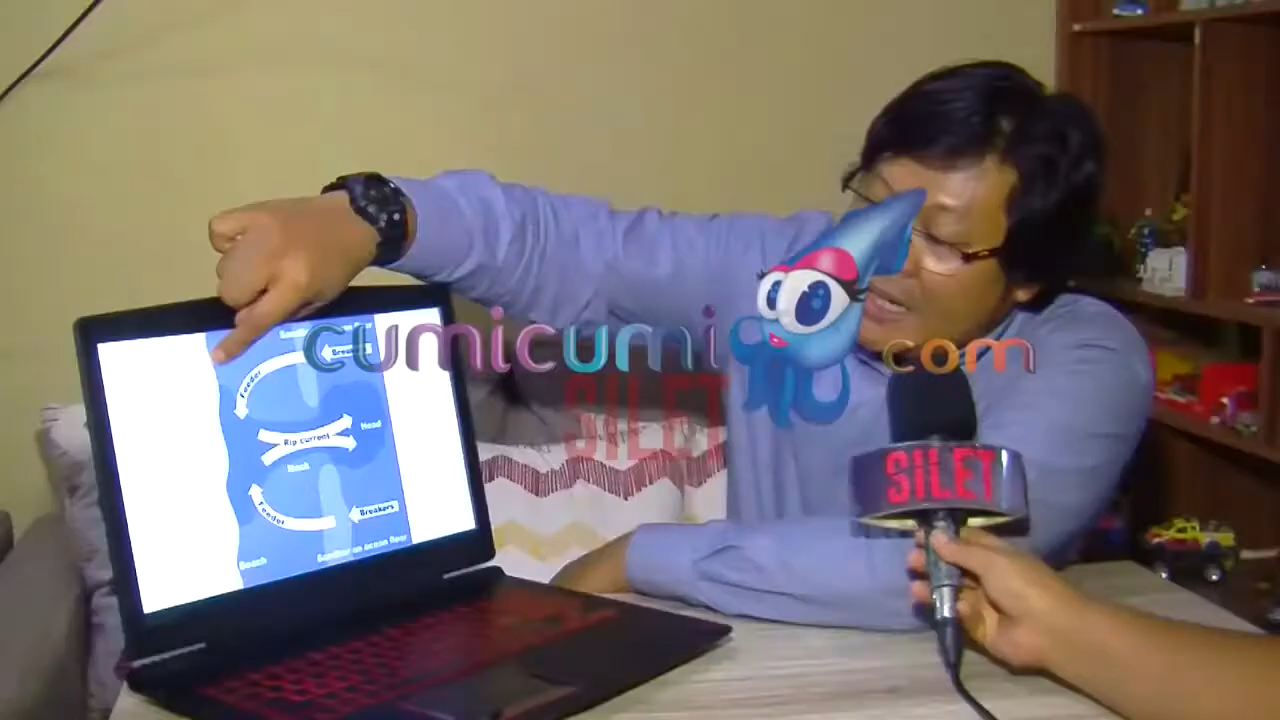 cumicumi.com
SILET
SILET
Breakers
Feeder
Head
Rip current
Neck
Breakers
Feeder
Sandbar on ocean floor
Beach